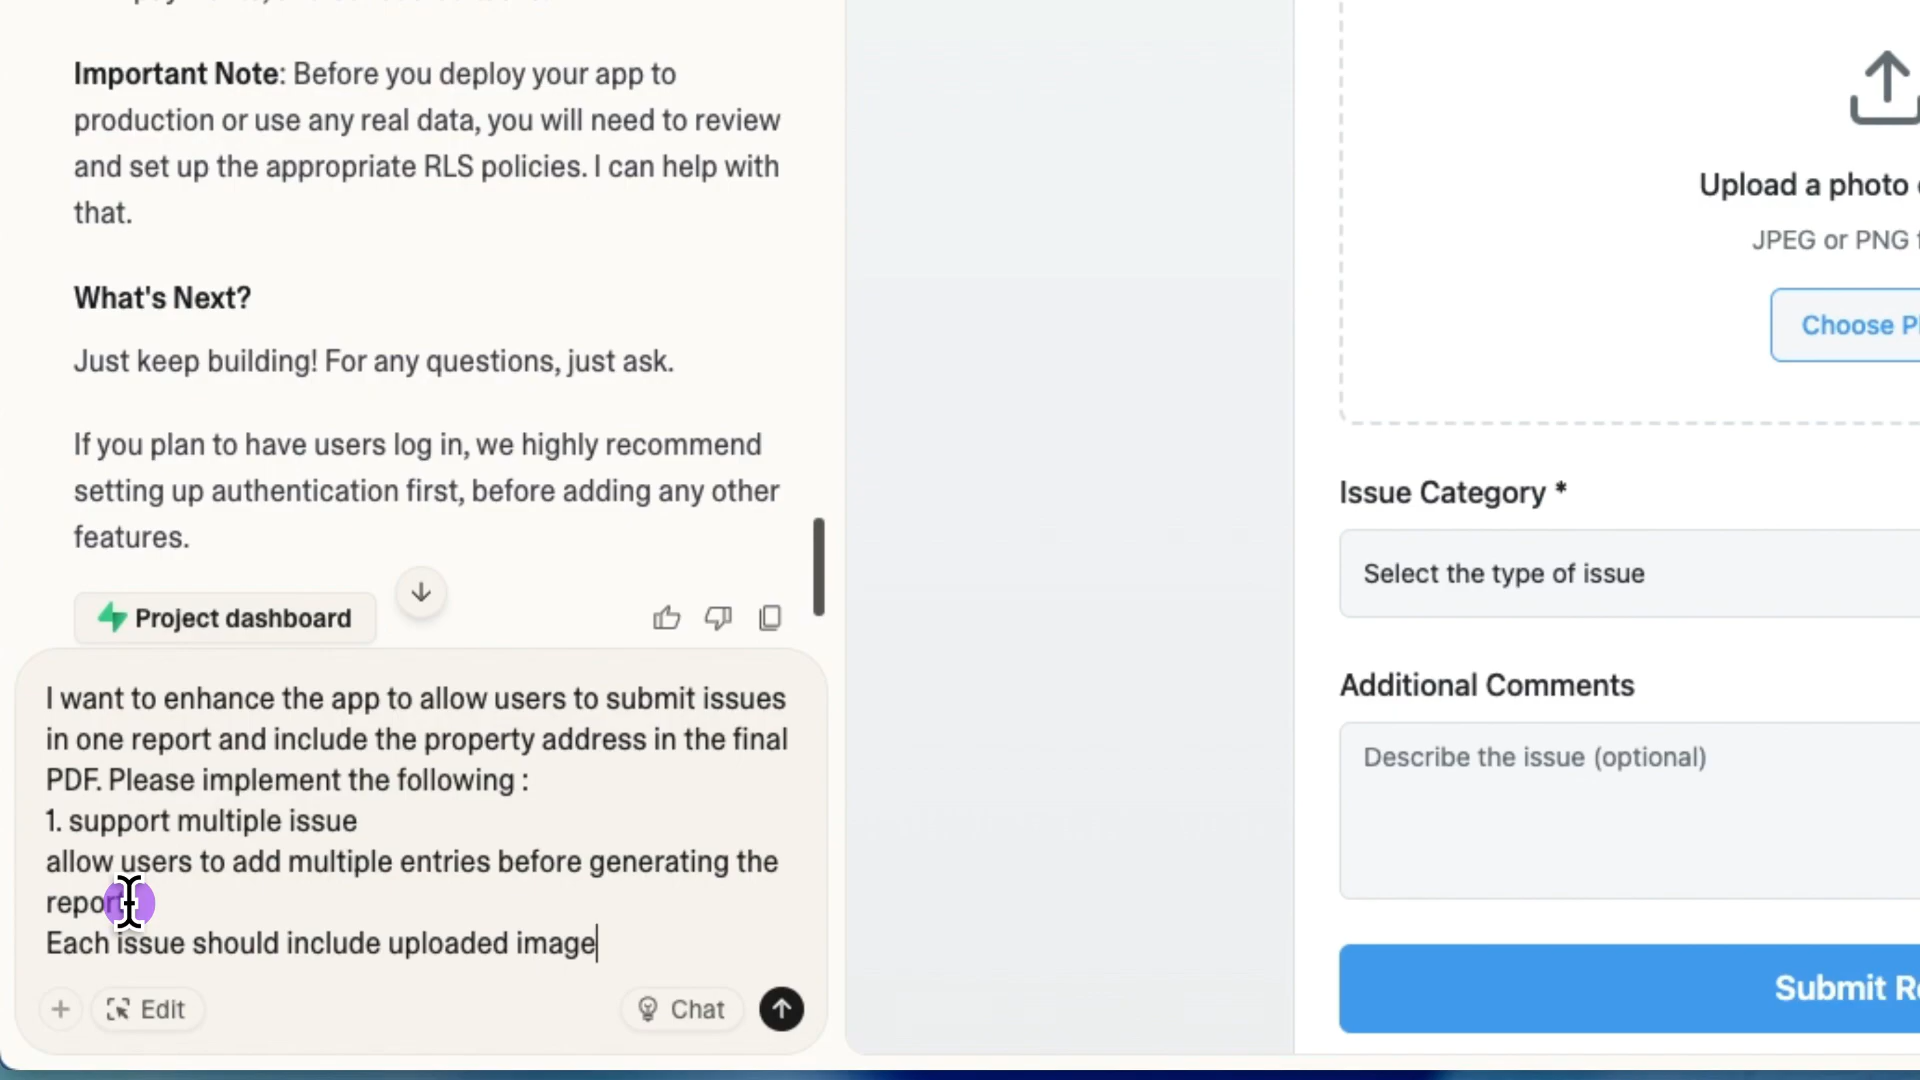 Important Note: Before you deploy your app to
production or use any real data, you will need to review
and set up the appropriate RLS policies. I can help with
that.
What's Next?
Just keep building! For any questions, just ask.
If you plan to have users log in, we highly recommend
setting up authentication first, before adding any other
features.
Project dashboard
I want to enhance the app to allow users to submit issues
in one report and include the property address in the final
PDF. Please implement the following :
1. support multiple issue
allow users to add multiple entries before generating the
report
Each issue should include uploaded image
Edit
Chat
Upload a photo
JPEG or PNG
Choose
Issue Category *
Select the type of issue
Additional Comments
Describe the issue (optional)
Submit